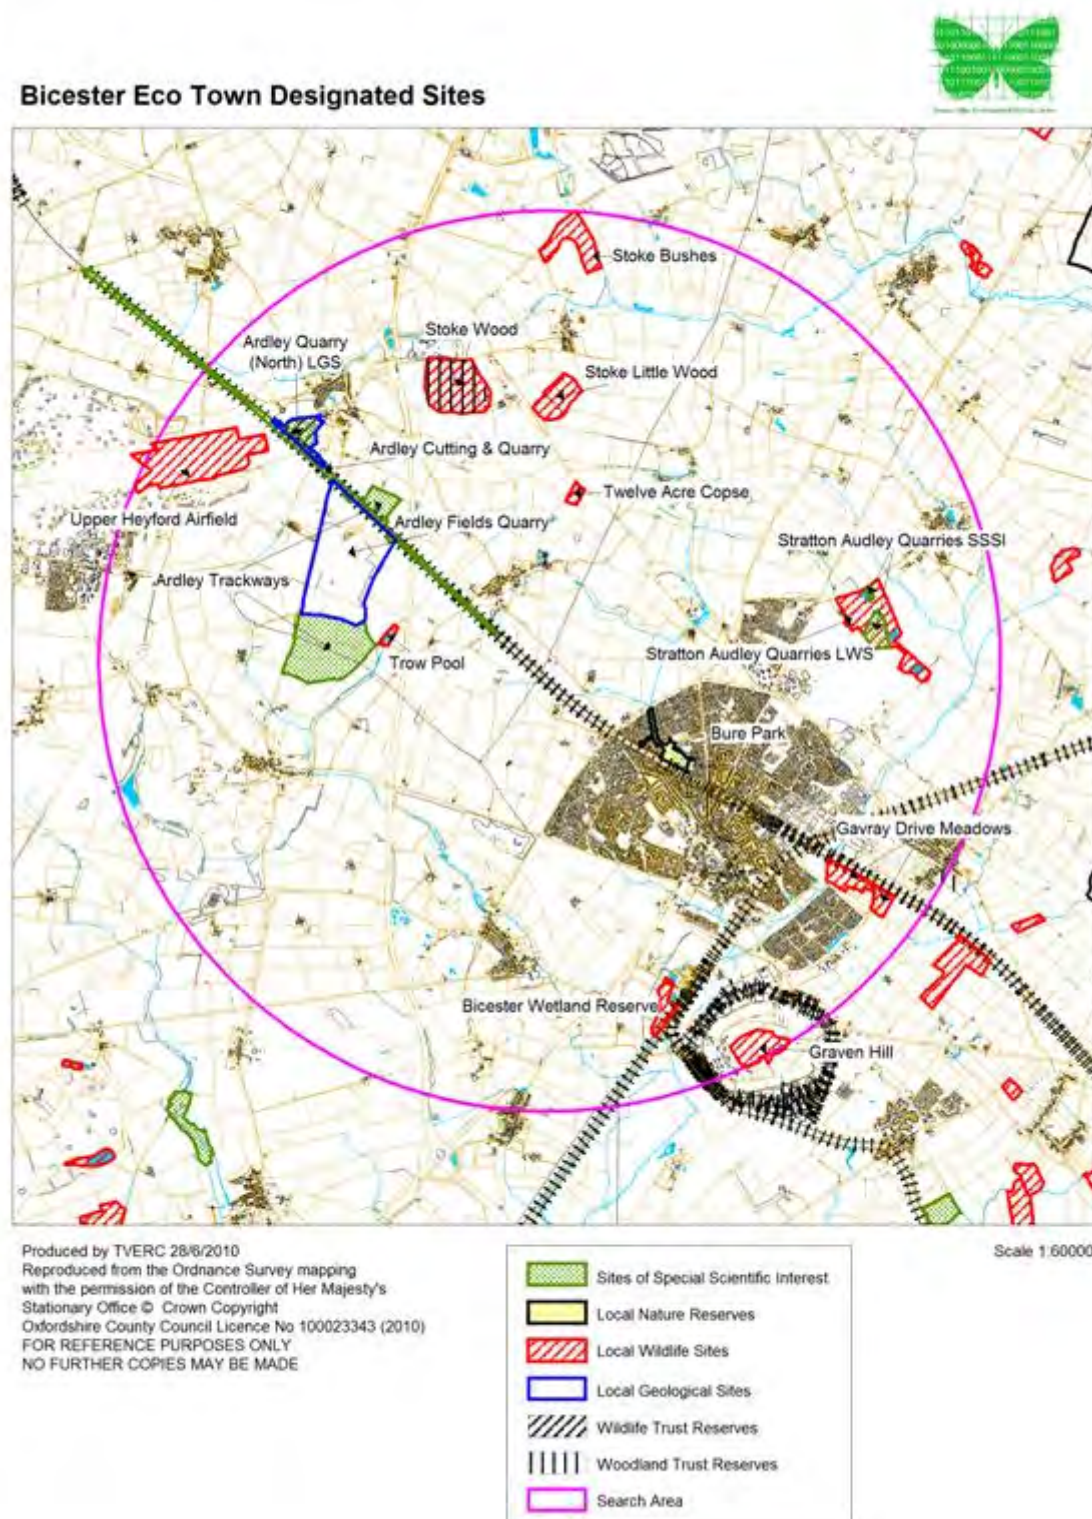 Bicester Eco Town Designated Sites
Stoke Bushes
Ardley Quarry
(North) LGS
Stoke Wood
Stoke Little Wood
Ardley Cutting & Quarry
Twelve Acre Copse
Upper Heyford Airfield
Ardley Fields Quarry
Stratton Audley Quarries SSSI
Ardley Trackways
Trow Pool
Stratton Audley Quarries LWS
Bure Park
Gavray Drive Meadows
Bicester Wetland Reserve
Graven Hill
Produced by TVERC 28/6/2010
Reproduced from the Ordnance Survey mapping
with the permission of the Controller of Her Majesty's
Stationary Office © Crown Copyright
Oxfordshire County Council Licence No 100023343 (2010)
FOR REFERENCE PURPOSES ONLY
NO FURTHER COPIES MAY BE MADE
Scale 1:60000
Sites of Special Scientific Interest
Local Nature Reserves
Local Wildlife Sites
Local Geological Sites
Wildlife Trust Reserves
Woodland Trust Reserves
Search Area